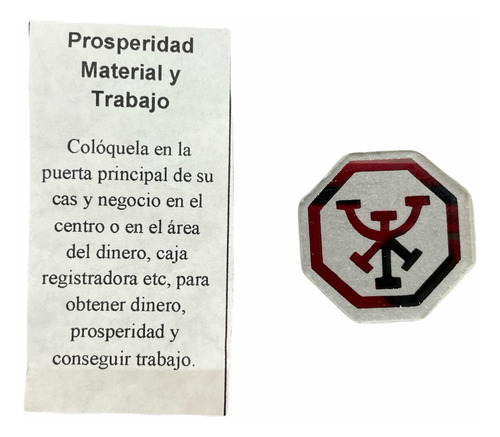 Prosperidad
Material y
Trabajo
Colóquela en la
puerta principal de su
cas y negocio en el
centro o en el área
del dinero, caja
registradora etc, para
obtener dinero,
prosperidad y
conseguir trabajo.